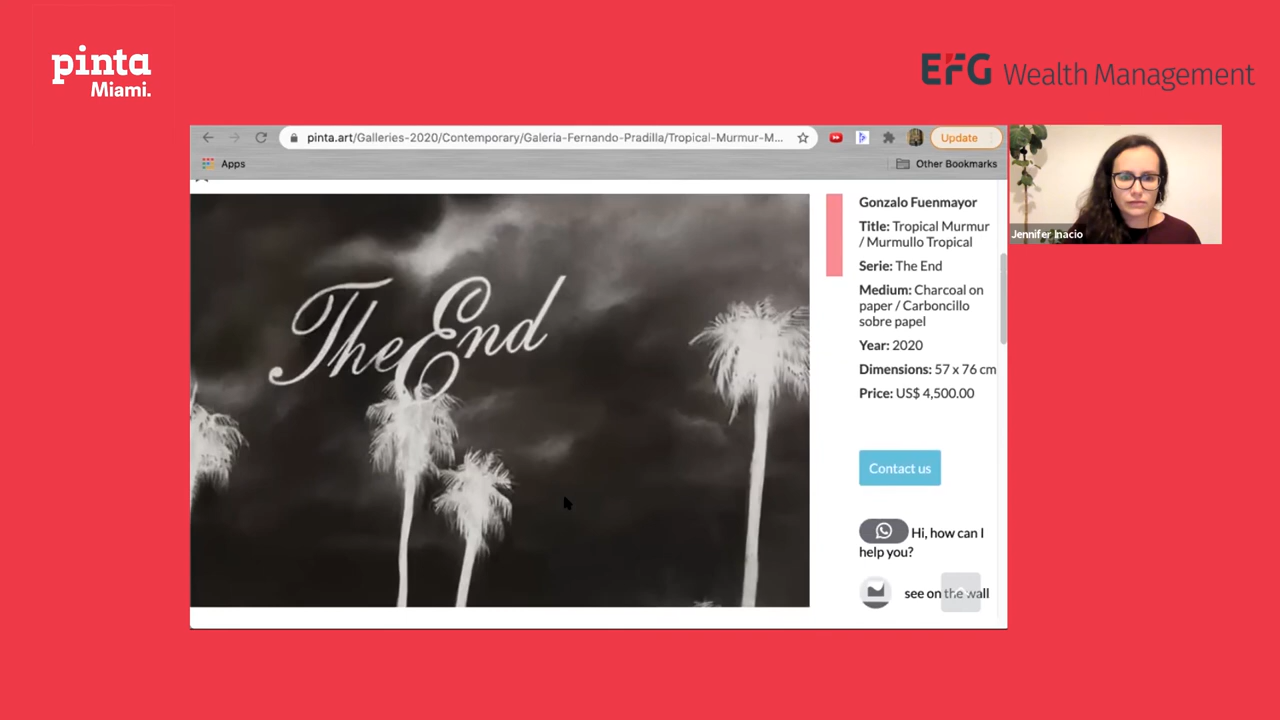 pinta
Miami.
EFG Wealth Management
pinta.art/Galleries-2020/Contemporary/Galeria-Fernando-Pradilla/Tropical-Murmur-M...
Update
Apps
Other Bookmarks
The End
Gonzalo Fuenmayor
Title: Tropical Murmur
/ Murmullo Tropical
Serie: The End
Medium: Charcoal on
paper / Carboncillo
sobre papel
Year: 2020
Dimensions: 57 x 76 cm
Price: US$ 4,500.00
Contact us
Hi, how can I
help you?
see on the wall
Jennifer Inacio